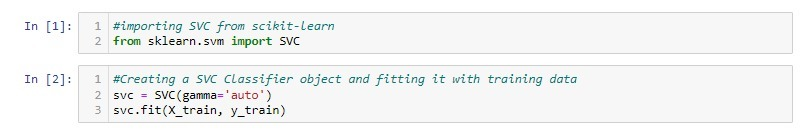 In [1]: 1 #importing SVC from scikit-learn
2 from sklearn.svm import SVC
In [2]: 1 #Creating a SVC Classifier object and fitting it with training data
2 svc = SVC(gamma='auto')
3 svc.fit(X_train, y_train)